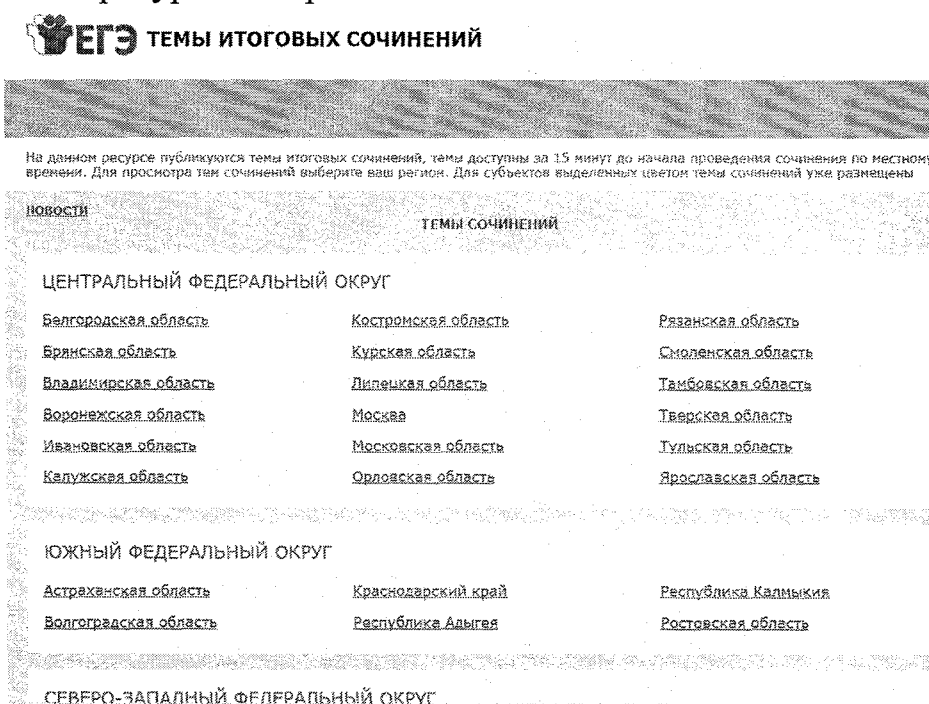 ЕГЭ ТЕМЫ ИТОГОВЫХ СОЧИНЕНИЙ
На данном ресурсе публикуются темы итоговых сочинений, темы доступны за 15 минут до начала проведения сочинения по местному
времени. Для просмотра тем сочинений выберите ваш регион. Для субъектов выделенных цветом темы сочинений уже размещены
НОВОСТИ
ТЕМЫ СОЧИНЕНИЙ
ЦЕНТРАЛЬНЫЙ ФЕДЕРАЛЬНЫЙ ОКРУГ
Белгородская область Костромская область Рязанская область
Брянская область Курская область Смоленская область
Владимирская область Липецкая область Тамбовская область
Воронежская область Москва Тверская область
Ивановская область Московская область Тульская область
Калужская область Орловская область Ярославская область
ЮЖНЫЙ ФЕДЕРАЛЬНЫЙ ОКРУГ
Астраханская область Краснодарский край Республика Калмыкия
Волгоградская область Республика Адыгея Ростовская область
СЕВЕРО-ЗАПАДНЫЙ ФЕДЕРАЛЬНЫЙ ОКРУГ